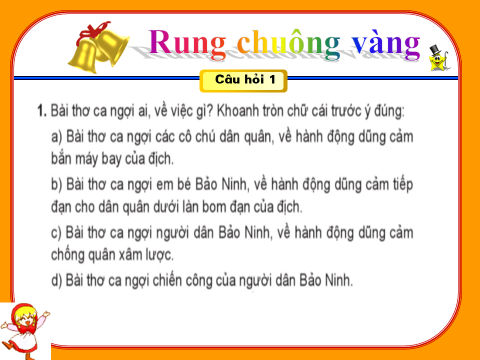 Rung chuông vàng
Câu hỏi 1
1. Bài thơ ca ngợi ai, về việc gì? Khoanh tròn chữ cái trước ý đúng:
a) Bài thơ ca ngợi các cô chú dân quân, về hành động dũng cảm
bắn máy bay của địch.
b) Bài thơ ca ngợi em bé Bảo Ninh, về hành động dũng cảm tiếp
đạn cho dân quân dưới làn bom đạn của địch.
c) Bài thơ ca ngợi người dân Bảo Ninh, về hành động dũng cảm
chống quân xâm lược.
d) Bài thơ ca ngợi chiến công của người dân Bảo Ninh.